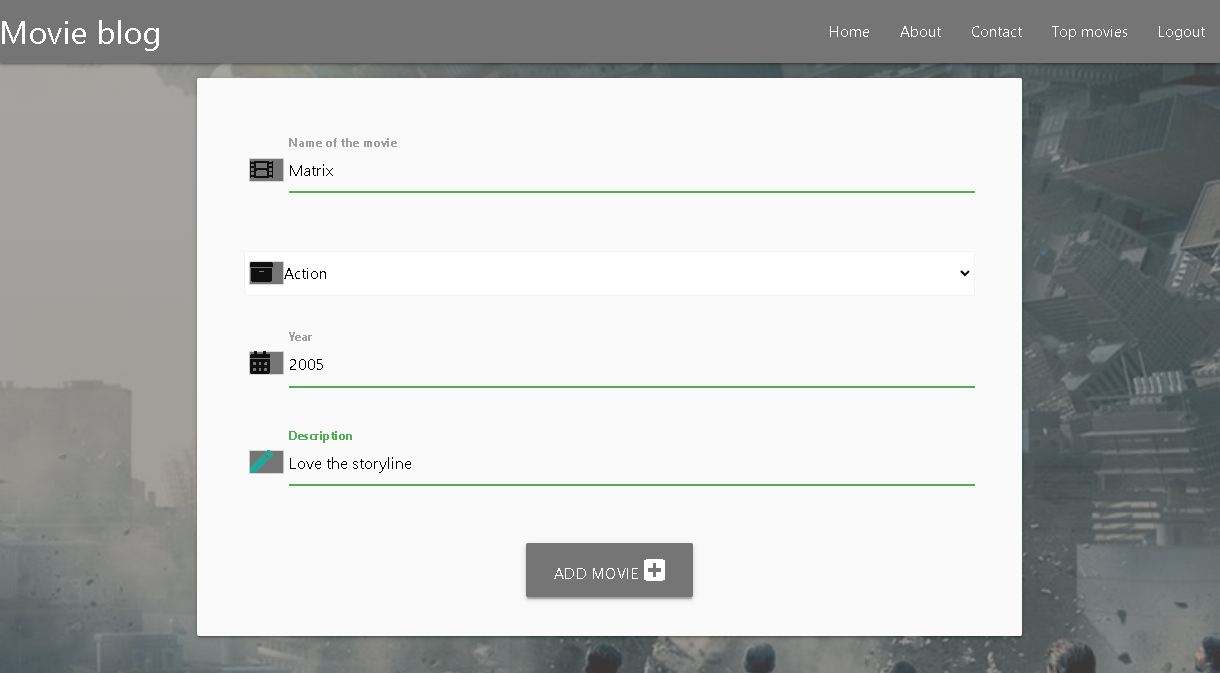 Movie blog
Home About Contact Top movies Logout
Name of the movie
Matrix
Action
Year
2005
Description
Love the storyline
ADD MOVIE